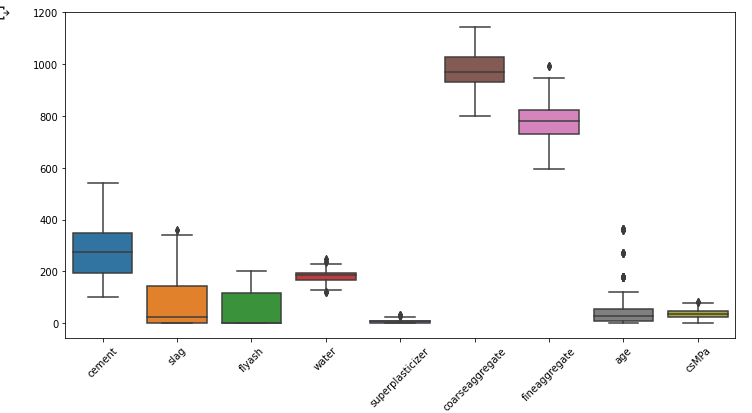 1200
1000
800
600
400
200
0
cement
slag
flyash
water
superplasticizer
coarseaggregate
fineaggregate
age
csMPa